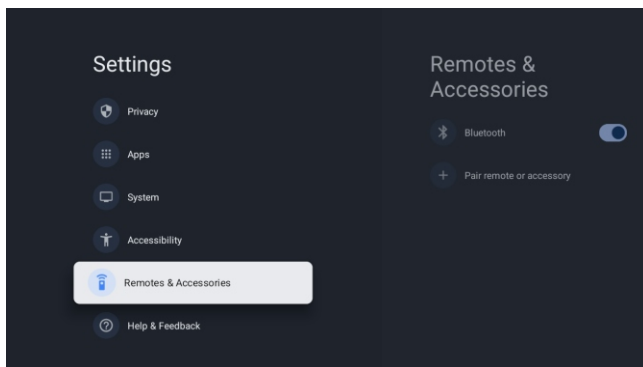 Settings
Privacy
Apps
System
Accessibility
Remotes & Accessories
Help & Feedback
Remotes &
Accessories
Bluetooth
Pair remote or accessory